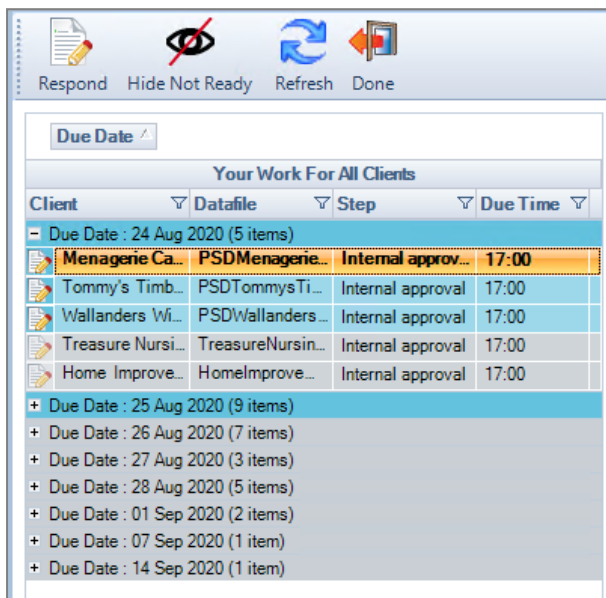 Respond Hide Not Ready Refresh Done
Due Date
Your Work For All Clients
Client Datafile Step Due Time
Due Date : 24 Aug 2020 (5 items)
Menagerie Ca... PSDMenagerie... Internal approv... 17:00
Tommy's Timb... PSDTommysTi... Internal approval 17:00
Wallanders Wi... PSDWallanders... Internal approval 17:00
Treasure Nursi... TreasureNursin... Internal approval 17:00
Home Improve... HomeImprove... Internal approval 17:00
Due Date : 25 Aug 2020 (9 items)
Due Date : 26 Aug 2020 (7 items)
Due Date : 27 Aug 2020 (3 items)
Due Date : 28 Aug 2020 (5 items)
Due Date : 01 Sep 2020 (2 items)
Due Date : 07 Sep 2020 (1 item)
Due Date : 14 Sep 2020 (1 item)